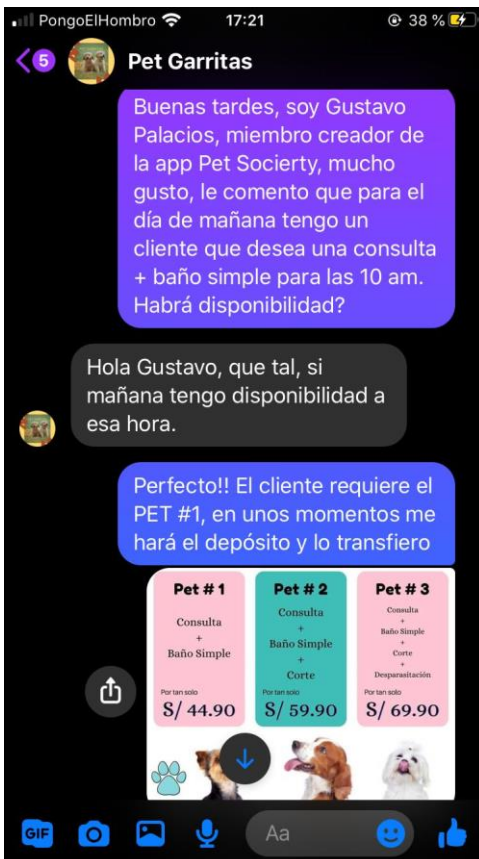 PongoElHombro 17:21 38 %
5 Pet Garritas
Buenas tardes, soy Gustavo
Palacios, miembro creador de
la app Pet Socierty, mucho
gusto, le comento que para el
día de mañana tengo un
cliente que desea una consulta
+ baño simple para las 10 am.
Habrá disponibilidad?
Hola Gustavo, que tal, si
mañana tengo disponibilidad a
esa hora.
Perfecto!! El cliente requiere el
PET #1, en unos momentos me
hará el depósito y lo transfiero
Pet # 1
Consulta
+
Baño Simple
Por tan solo
S/ 44.90
Pet # 2
Consulta
+
Baño Simple
+
Corte
Por tan solo
S/ 59.90
Pet # 3
Consulta
+
Baño Simple
+
Corte
+
Desparasitación
Por tan solo
S/ 69.90
GIF Aa